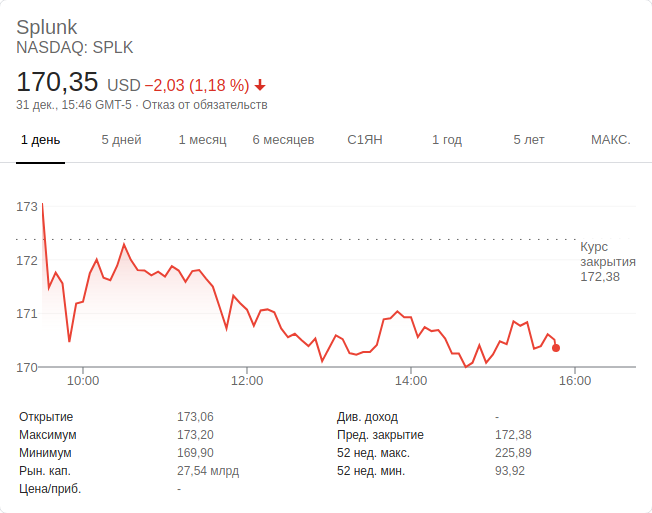 Splunk
NASDAQ: SPLK
170,35 USD −2,03 (1,18 %)
31 дек., 15:46 GMT-5 · Отказ от обязательств
1 день 5 дней 1 месяц 6 месяцев С1ЯН 1 год 5 лет МАКС.
173
172
171
170
Курс
закрытия
172,38
10:00 12:00 14:00 16:00
Открытие 173,06 Див. доход -
Максимум 173,20 Пред. закрытие 172,38
Минимум 169,90 52 нед. макс. 225,89
Рын. кап. 27,54 млрд 52 нед. мин. 93,92
Цена/приб. -